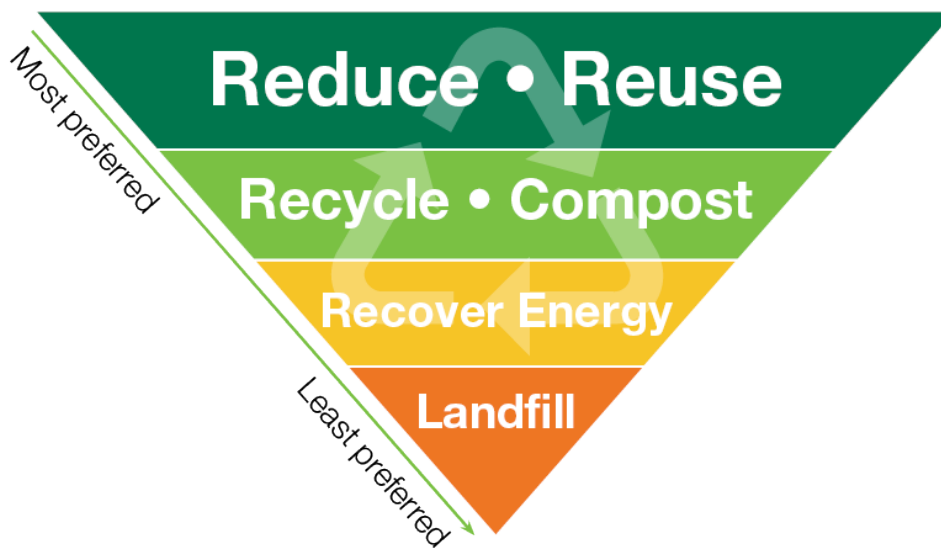 Most preferred
Reduce • Reuse
Recycle • Compost
Recover Energy
Least preferred
Landfill